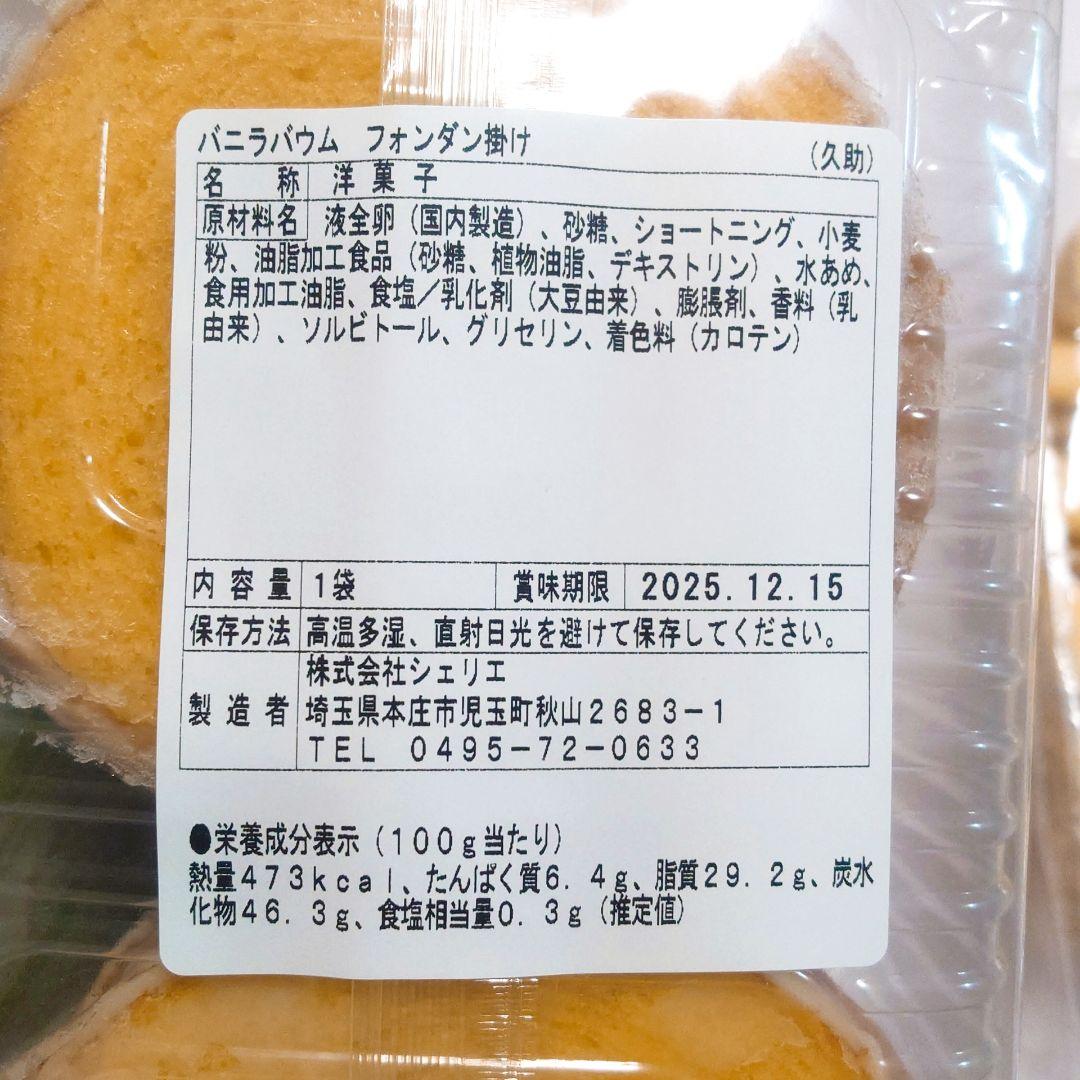 バニラバウム　フォンダン掛け　（久助）
名　称　洋菓子
原材料名　液全卵（国内製造）、砂糖、ショートニング、小麦
粉、油脂加工食品（砂糖、植物油脂、デキストリン）、水あめ、
食用加工油脂、食塩／乳化剤（大豆由来）、膨脹剤、香料（乳
由来）、ソルビトール、グリセリン、着色料（カロテン）
内容量　1袋　賞味期限　2025.12.15
保存方法　高温多湿、直射日光を避けて保存してください。
株式会社シェリエ
製造者　埼玉県本庄市児玉町秋山２６８３－１
ＴＥＬ　０４９５－７２－０６３３
●栄養成分表示（１００ｇ当たり）
熱量４７３ｋｃａｌ、たんぱく質６．４ｇ、脂質２９．２ｇ、炭水
化物４６．３ｇ、食塩相当量０．３ｇ（推定値）